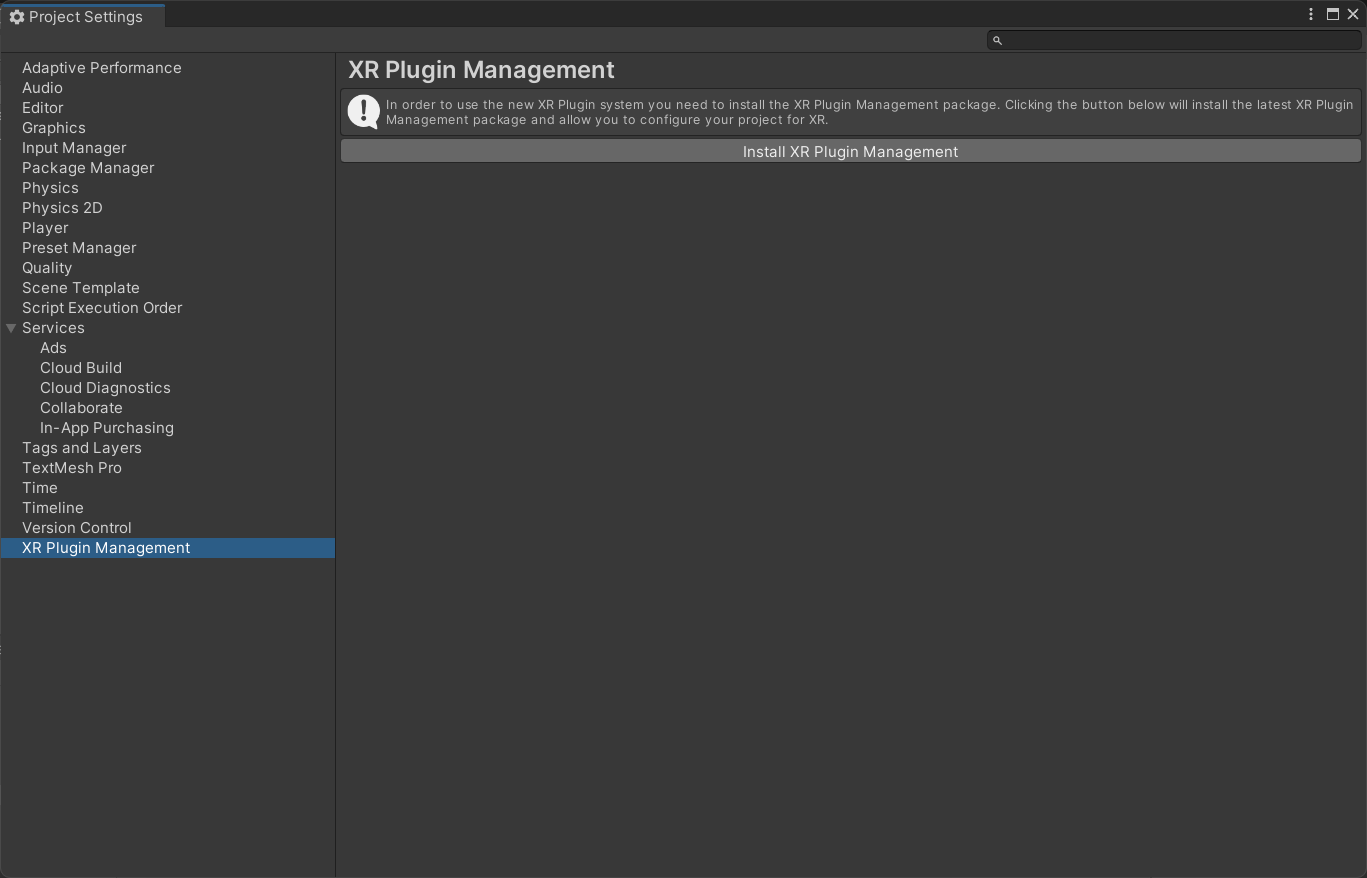 Project Settings
Adaptive Performance
Audio
Editor
Graphics
Input Manager
Package Manager
Physics
Physics 2D
Player
Preset Manager
Quality
Scene Template
Script Execution Order
Services
Ads
Cloud Build
Cloud Diagnostics
Collaborate
In-App Purchasing
Tags and Layers
TextMesh Pro
Time
Timeline
Version Control
XR Plugin Management
XR Plugin Management
In order to use the new XR Plugin system you need to install the XR Plugin Management package. Clicking the button below will install the latest XR Plugin
Management package and allow you to configure your project for XR.
Install XR Plugin Management